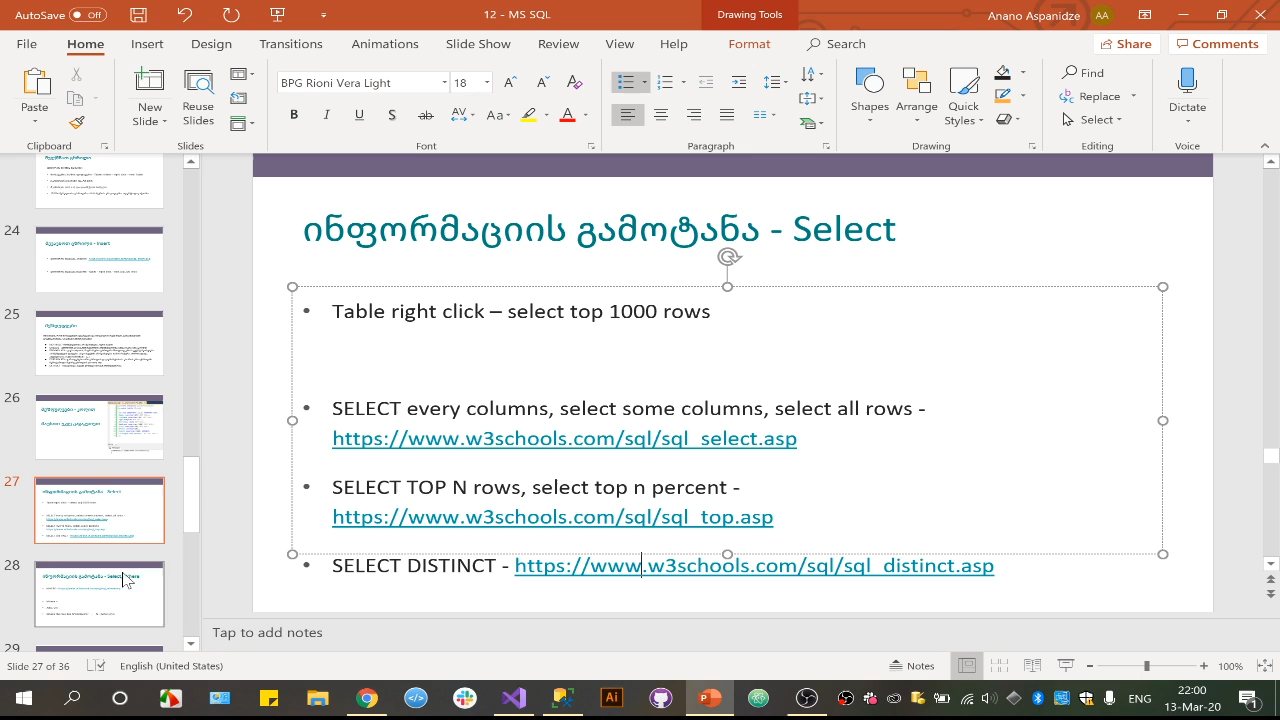 AutoSave Off 12 - MS SQL Drawing Tools Anano Aspanidze AA
File Home Insert Design Transitions Animations Slide Show Review View Help Format Search Share Comments
Paste New Slide Reuse Slides BPG Rioni Vera Light 18 Shapes Arrange Quick Styles Find Replace Select Dictate
Clipboard Slides Font Paragraph Drawing Editing Voice
24
25
26
27
28
29
ინფორმაციის გამოტანა - Select
• Table right click – select top 1000 rows
• SELECT every columns, select some columns, select all rows -
https://www.w3schools.com/sql/sql_select.asp
• SELECT TOP N rows, select top n percent -
https://www.w3schools.com/sql/sql_top.asp
• SELECT DISTINCT - https://www.w3schools.com/sql/sql_distinct.asp
Tap to add notes
Slide 27 of 36 English (United States) Notes 100%
ENG 22:00
13-Mar-20